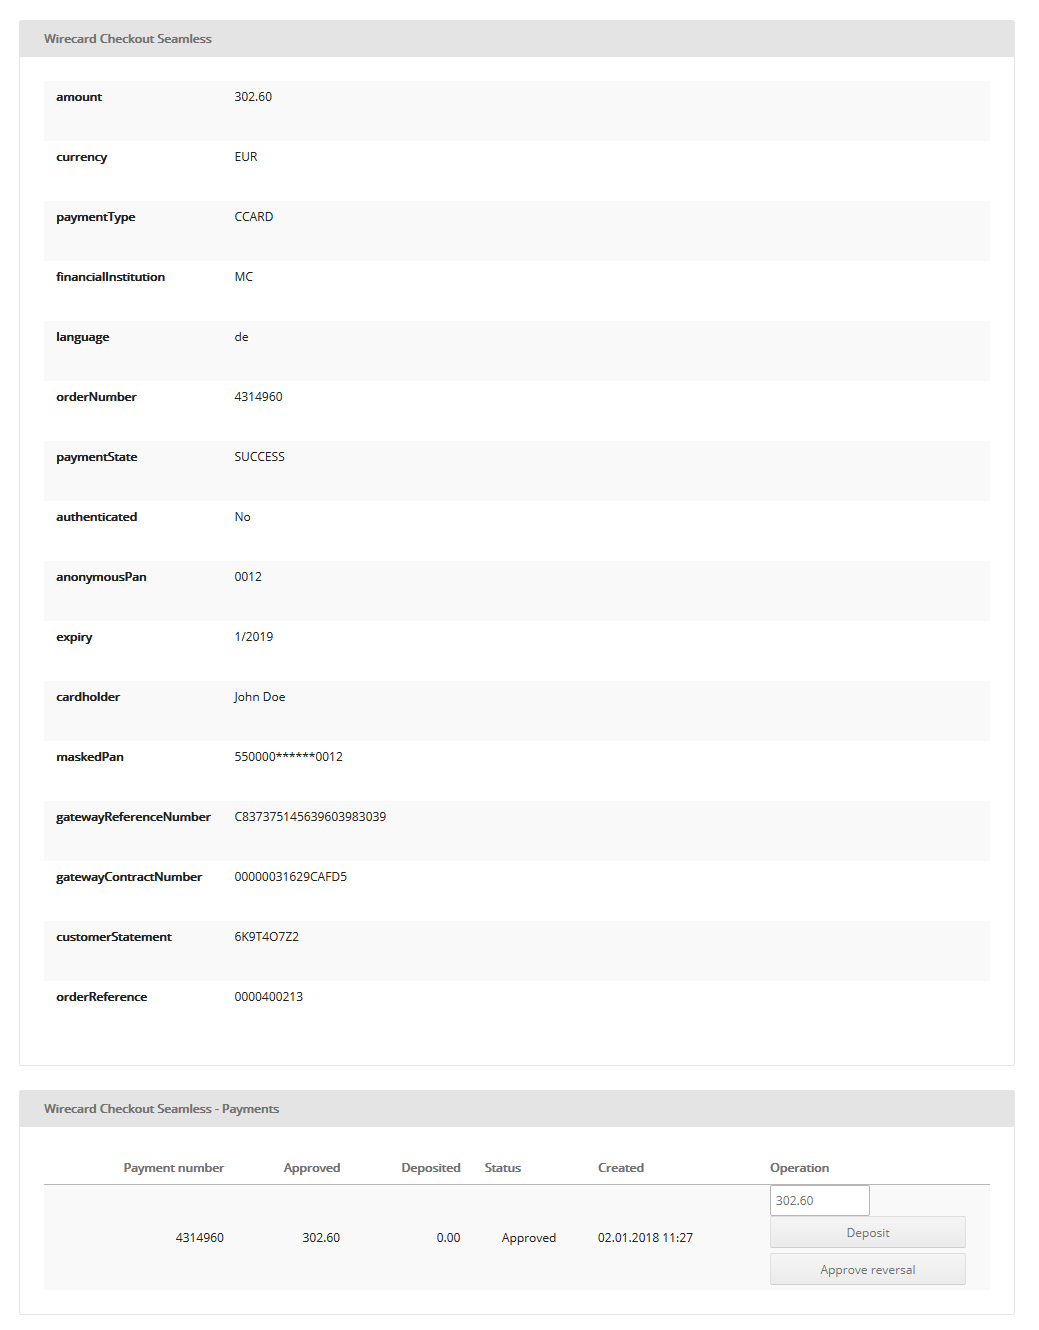 Wirecard Checkout Seamless
amount 302.60
currency EUR
paymentType CCARD
financialInstitution MC
language de
orderNumber 4314960
paymentState SUCCESS
authenticated No
anonymousPan 0012
expiry 1/2019
cardholder John Doe
maskedPan 550000******0012
gatewayReferenceNumber C837375145639603983039
gatewayContractNumber 00000031629CAFD5
customerStatement 6K9T4O7Z2
orderReference 0000400213
Wirecard Checkout Seamless - Payments
Payment number Approved Deposited Status Created Operation
302.60
4314960 302.60 0.00 Approved 02.01.2018 11:27 Deposit
Approve reversal